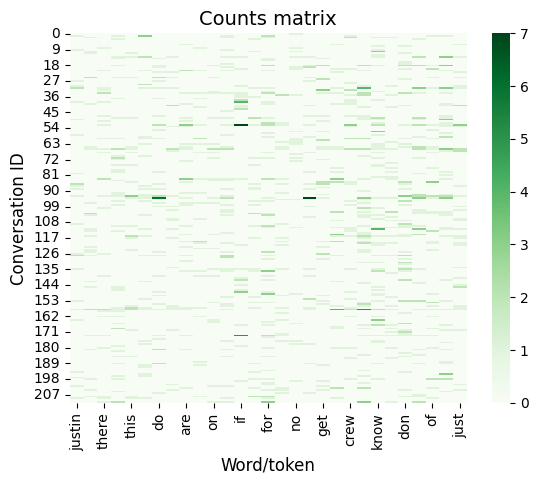 Counts matrix
0
9
18
27
36
45
54
63
72
81
90
99
108
117
126
135
144
153
162
171
180
189
198
207
Conversation ID
justin
there
this
do
are
on
if
for
no
get
crew
know
don
of
just
Word/token
7
6
5
4
3
2
1
0